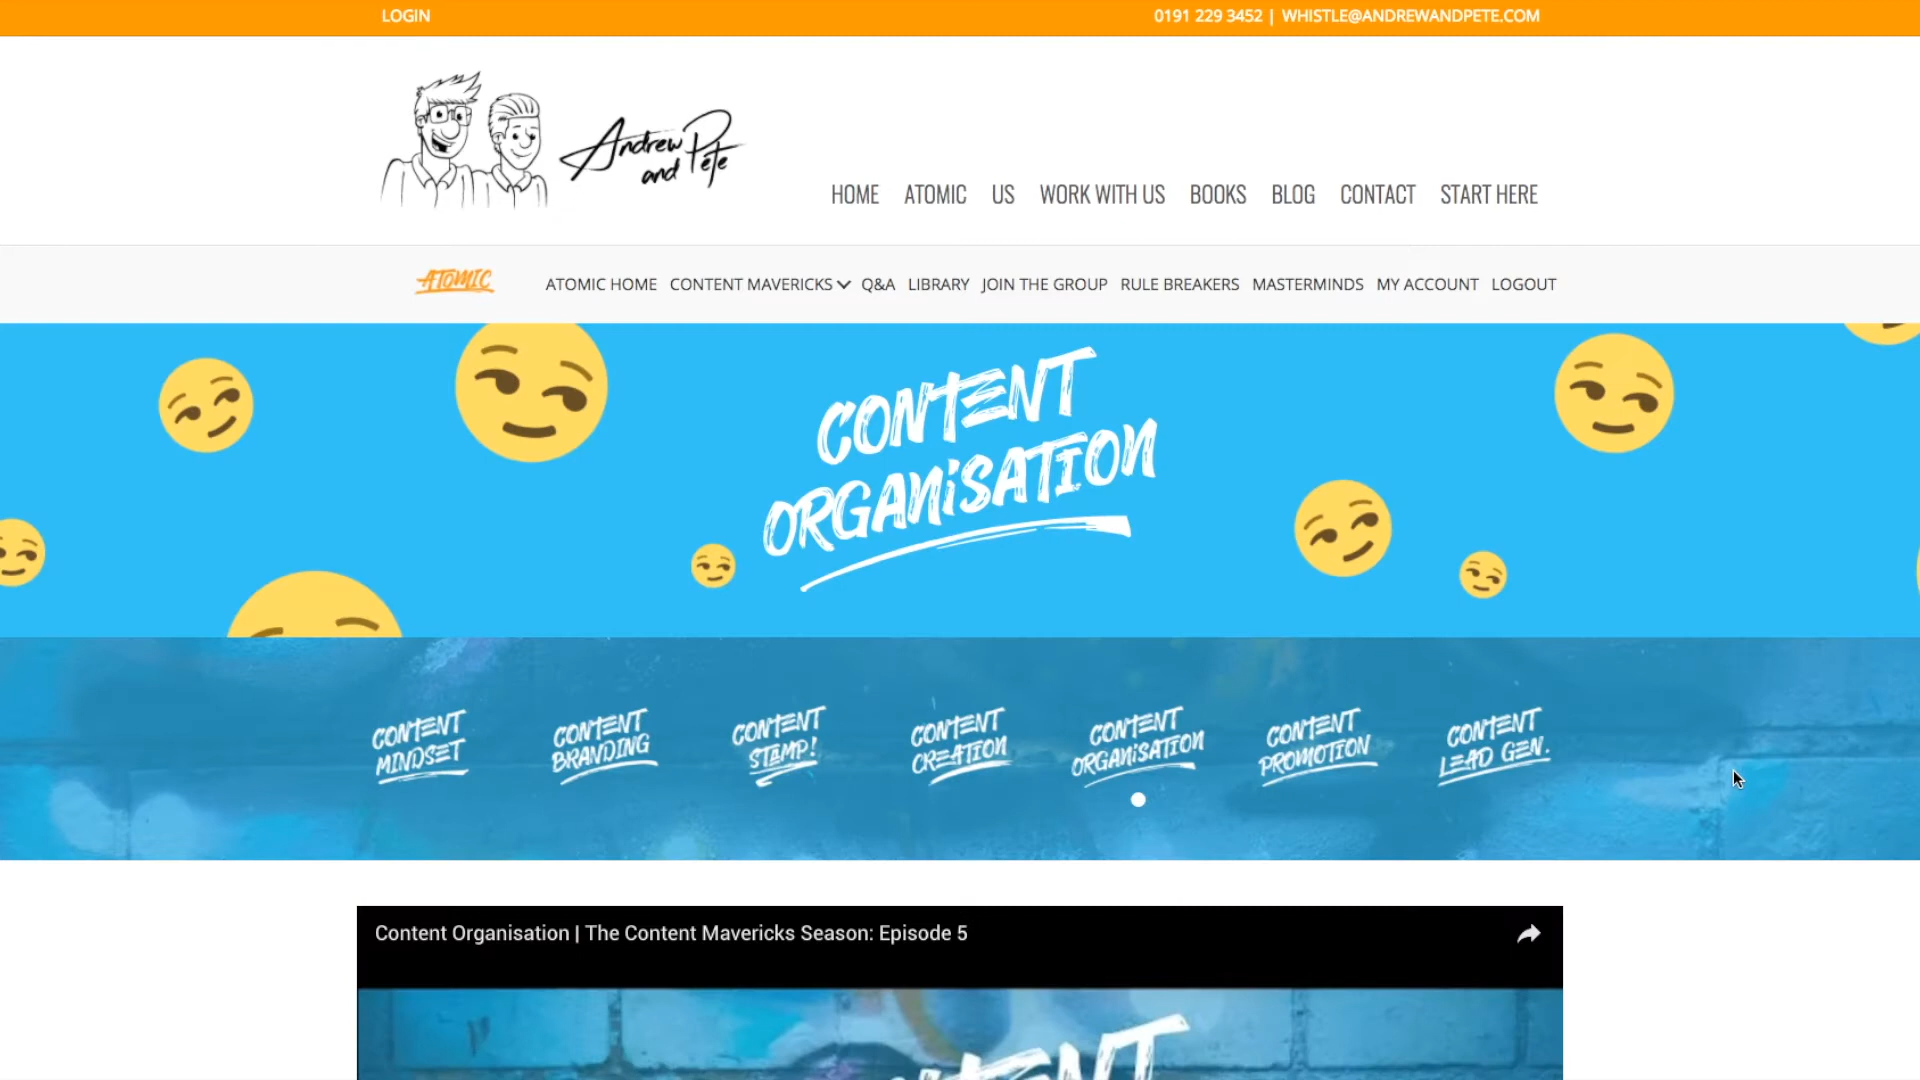 LOGIN
0191 229 3452 | WHISTLE@ANDREWANDPETE.COM
Andrew
and Pete
HOME ATOMIC US WORK WITH US BOOKS BLOG CONTACT START HERE
ATOMIC
ATOMIC HOME CONTENT MAVERICKS Q&A LIBRARY JOIN THE GROUP RULE BREAKERS MASTERMINDS MY ACCOUNT LOGOUT
CONTENT
ORGANiSATION
CONTENT
MINDSET
CONTENT
BRANDING
CONTENT
STAMP!
CONTENT
CREATION
CONTENT
ORGANiSATION
CONTENT
PROMOTION
CONTENT
LEAD GEN.
Content Organisation | The Content Mavericks Season: Episode 5
CONTENT